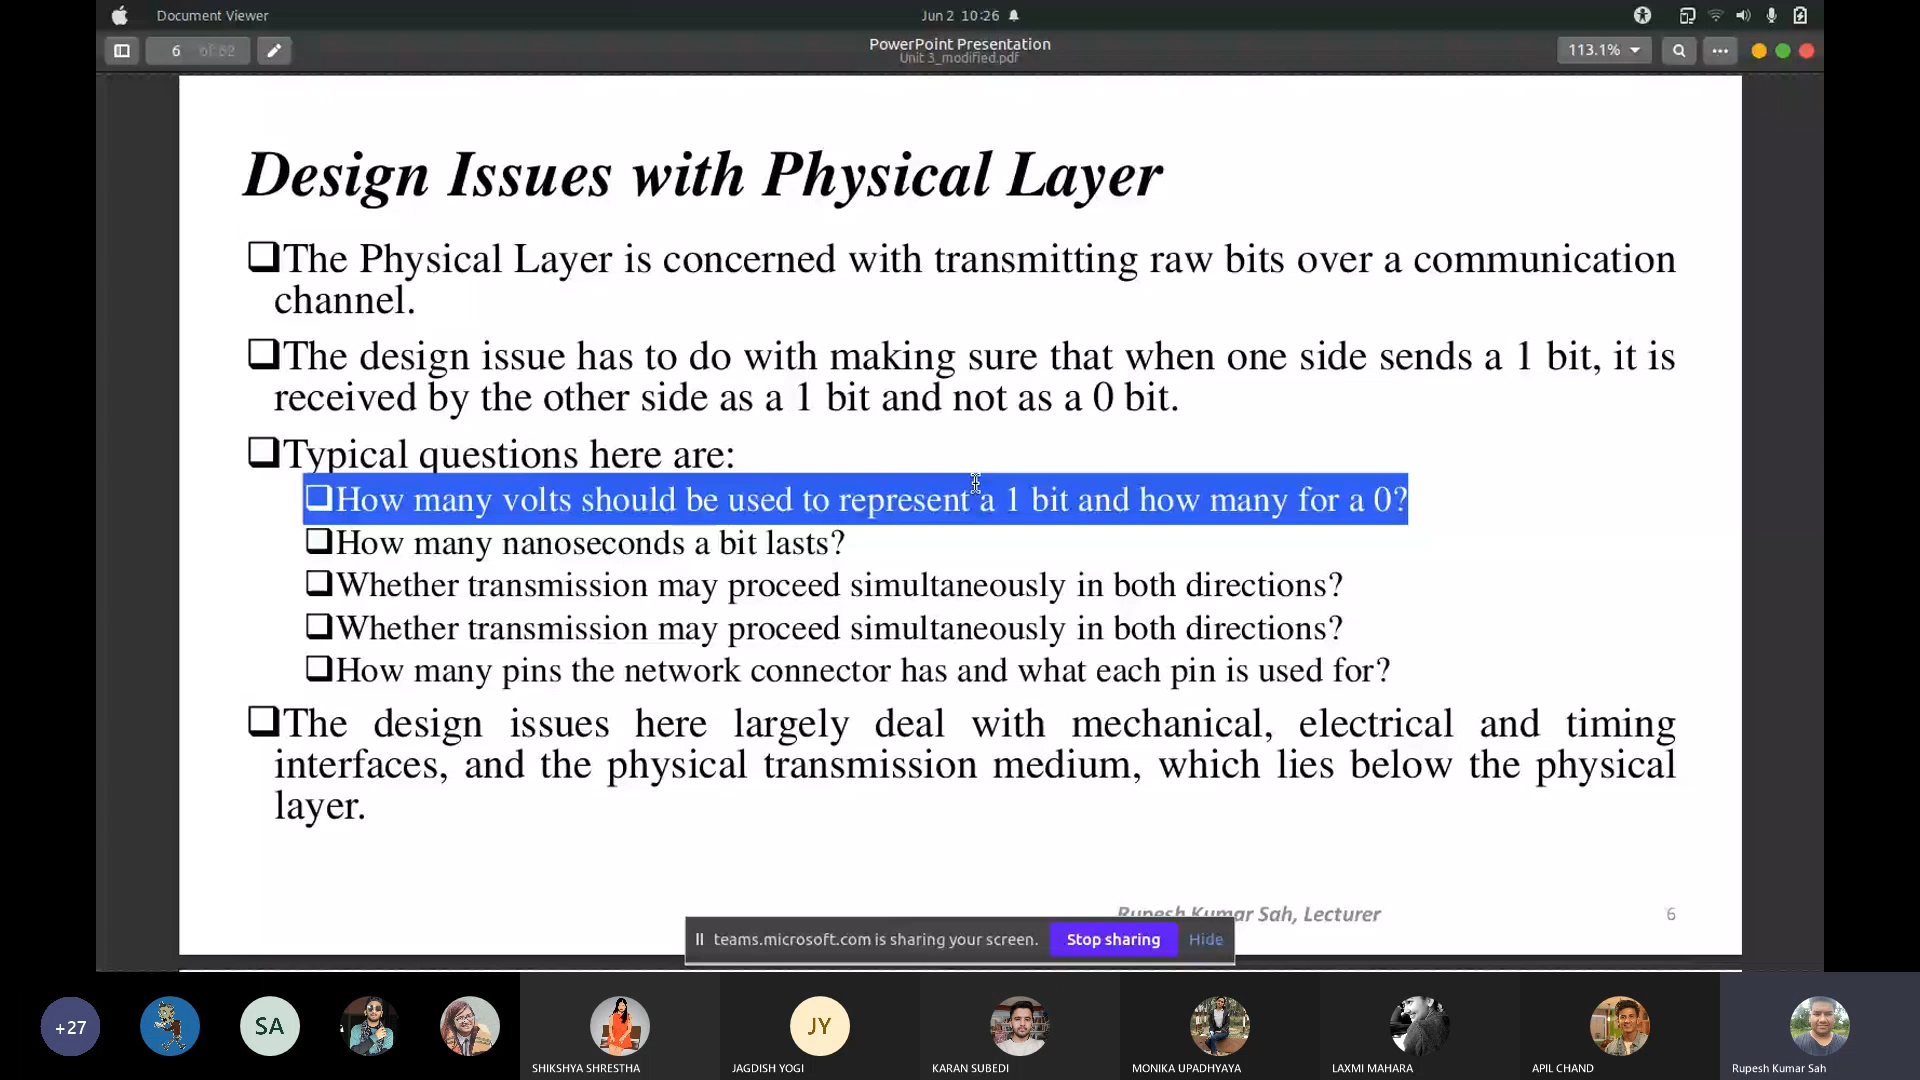 Document Viewer
Jun 2 10:26
6 of 62
PowerPoint Presentation
Unit 3_modified.pdf
113.1%
Design Issues with Physical Layer
The Physical Layer is concerned with transmitting raw bits over a communication
channel.
The design issue has to do with making sure that when one side sends a 1 bit, it is
received by the other side as a 1 bit and not as a 0 bit.
Typical questions here are:
How many volts should be used to represent a 1 bit and how many for a 0?
How many nanoseconds a bit lasts?
Whether transmission may proceed simultaneously in both directions?
Whether transmission may proceed simultaneously in both directions?
How many pins the network connector has and what each pin is used for?
The design issues here largely deal with mechanical, electrical and timing
interfaces, and the physical transmission medium, which lies below the physical
layer.
Rupesh Kumar Sah, Lecturer
6
teams.microsoft.com is sharing your screen. Stop sharing Hide
+27
SA
JY
SHIKSHYA SHRESTHA
JAGDISH YOGI
KARAN SUBEDI
MONIKA UPADHYAYA
LAXMI MAHARA
APIL CHAND
Rupesh Kumar Sah